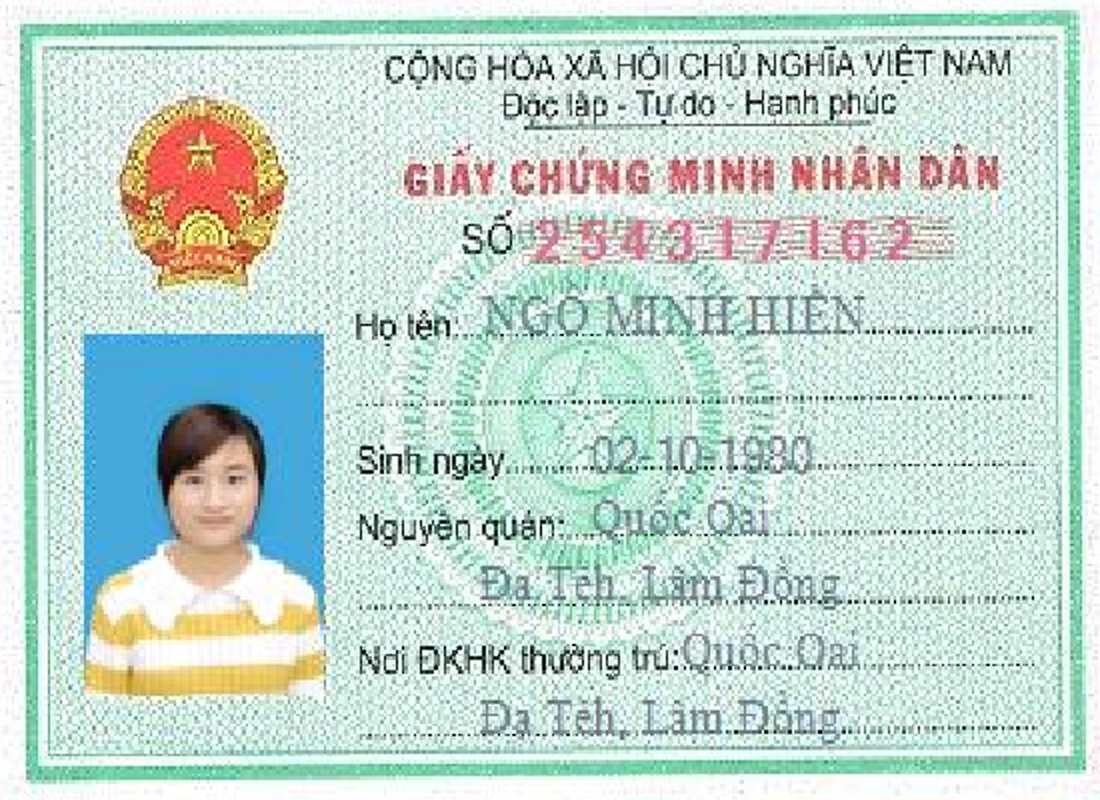 CỘNG HÒA XÃ HỘI CHỦ NGHĨA VIỆT NAM
Độc lập - Tự do - Hạnh phúc
GIẤY CHỨNG MINH NHÂN DÂN
SỐ 254317162
Họ tên: NGÔ MINH HIỀN
Sinh ngày 02-10-1980
Nguyên quán: Quốc Oai
Đạ Tẻh, Lâm Đồng
Nơi ĐKHK thường trú: Quốc Oai
Đạ Tẻh, Lâm Đồng